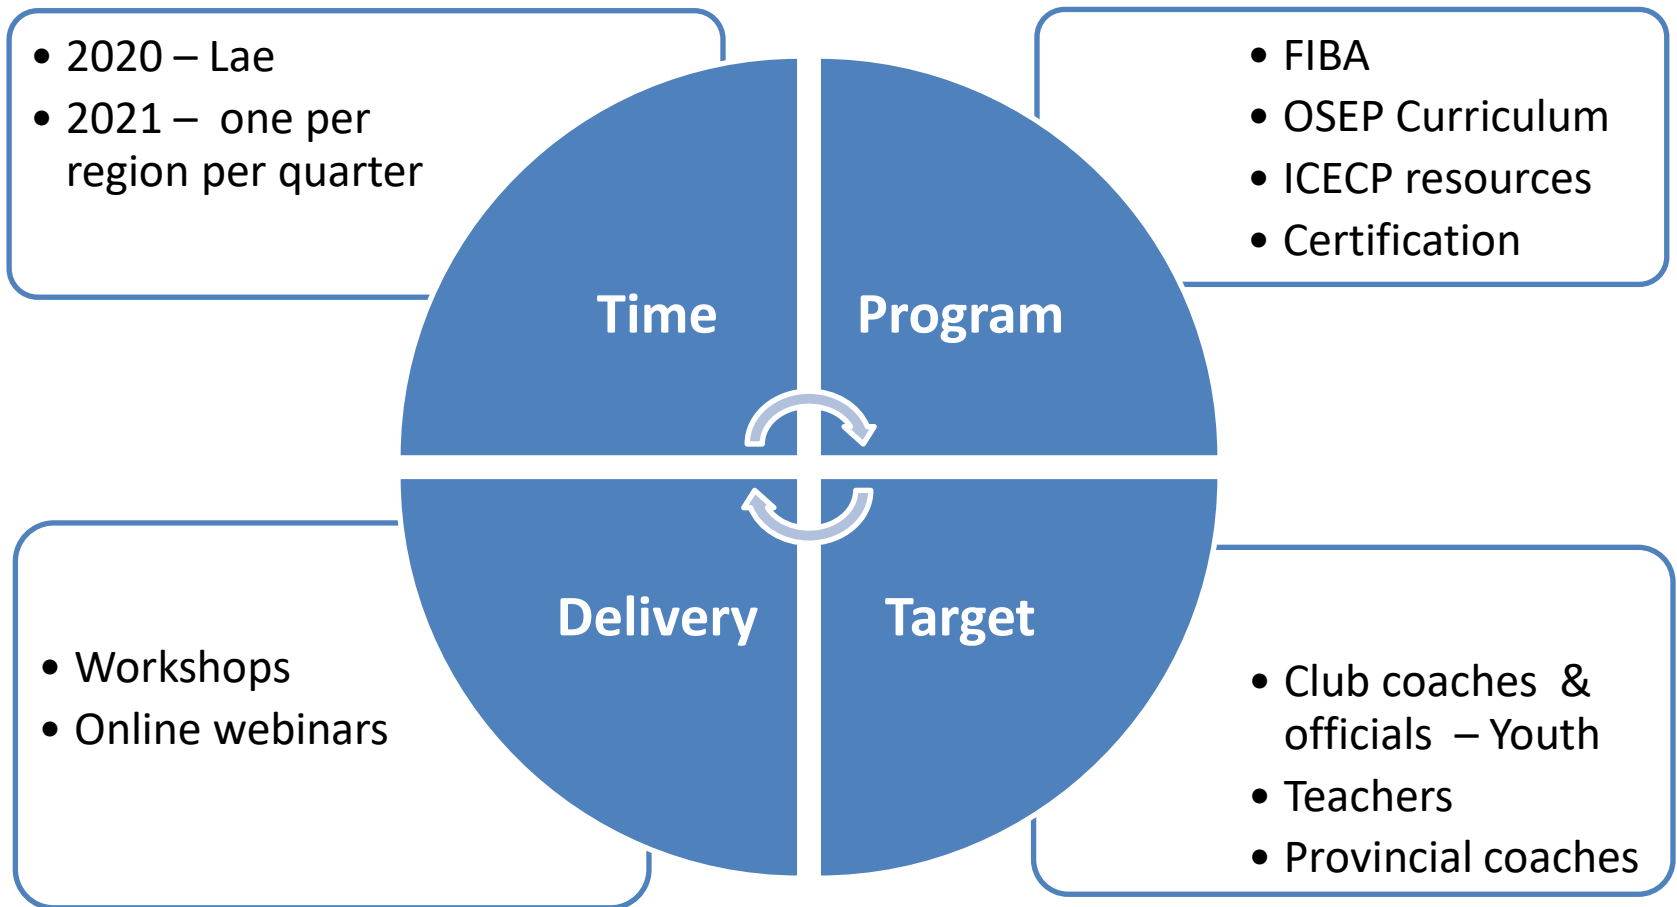 • 2020 – Lae
• 2021 – one per
region per quarter
• FIBA
• OSEP Curriculum
• ICECP resources
• Certification
Time
Program
Delivery
Target
• Workshops
• Online webinars
• Club coaches &
officials – Youth
• Teachers
• Provincial coaches